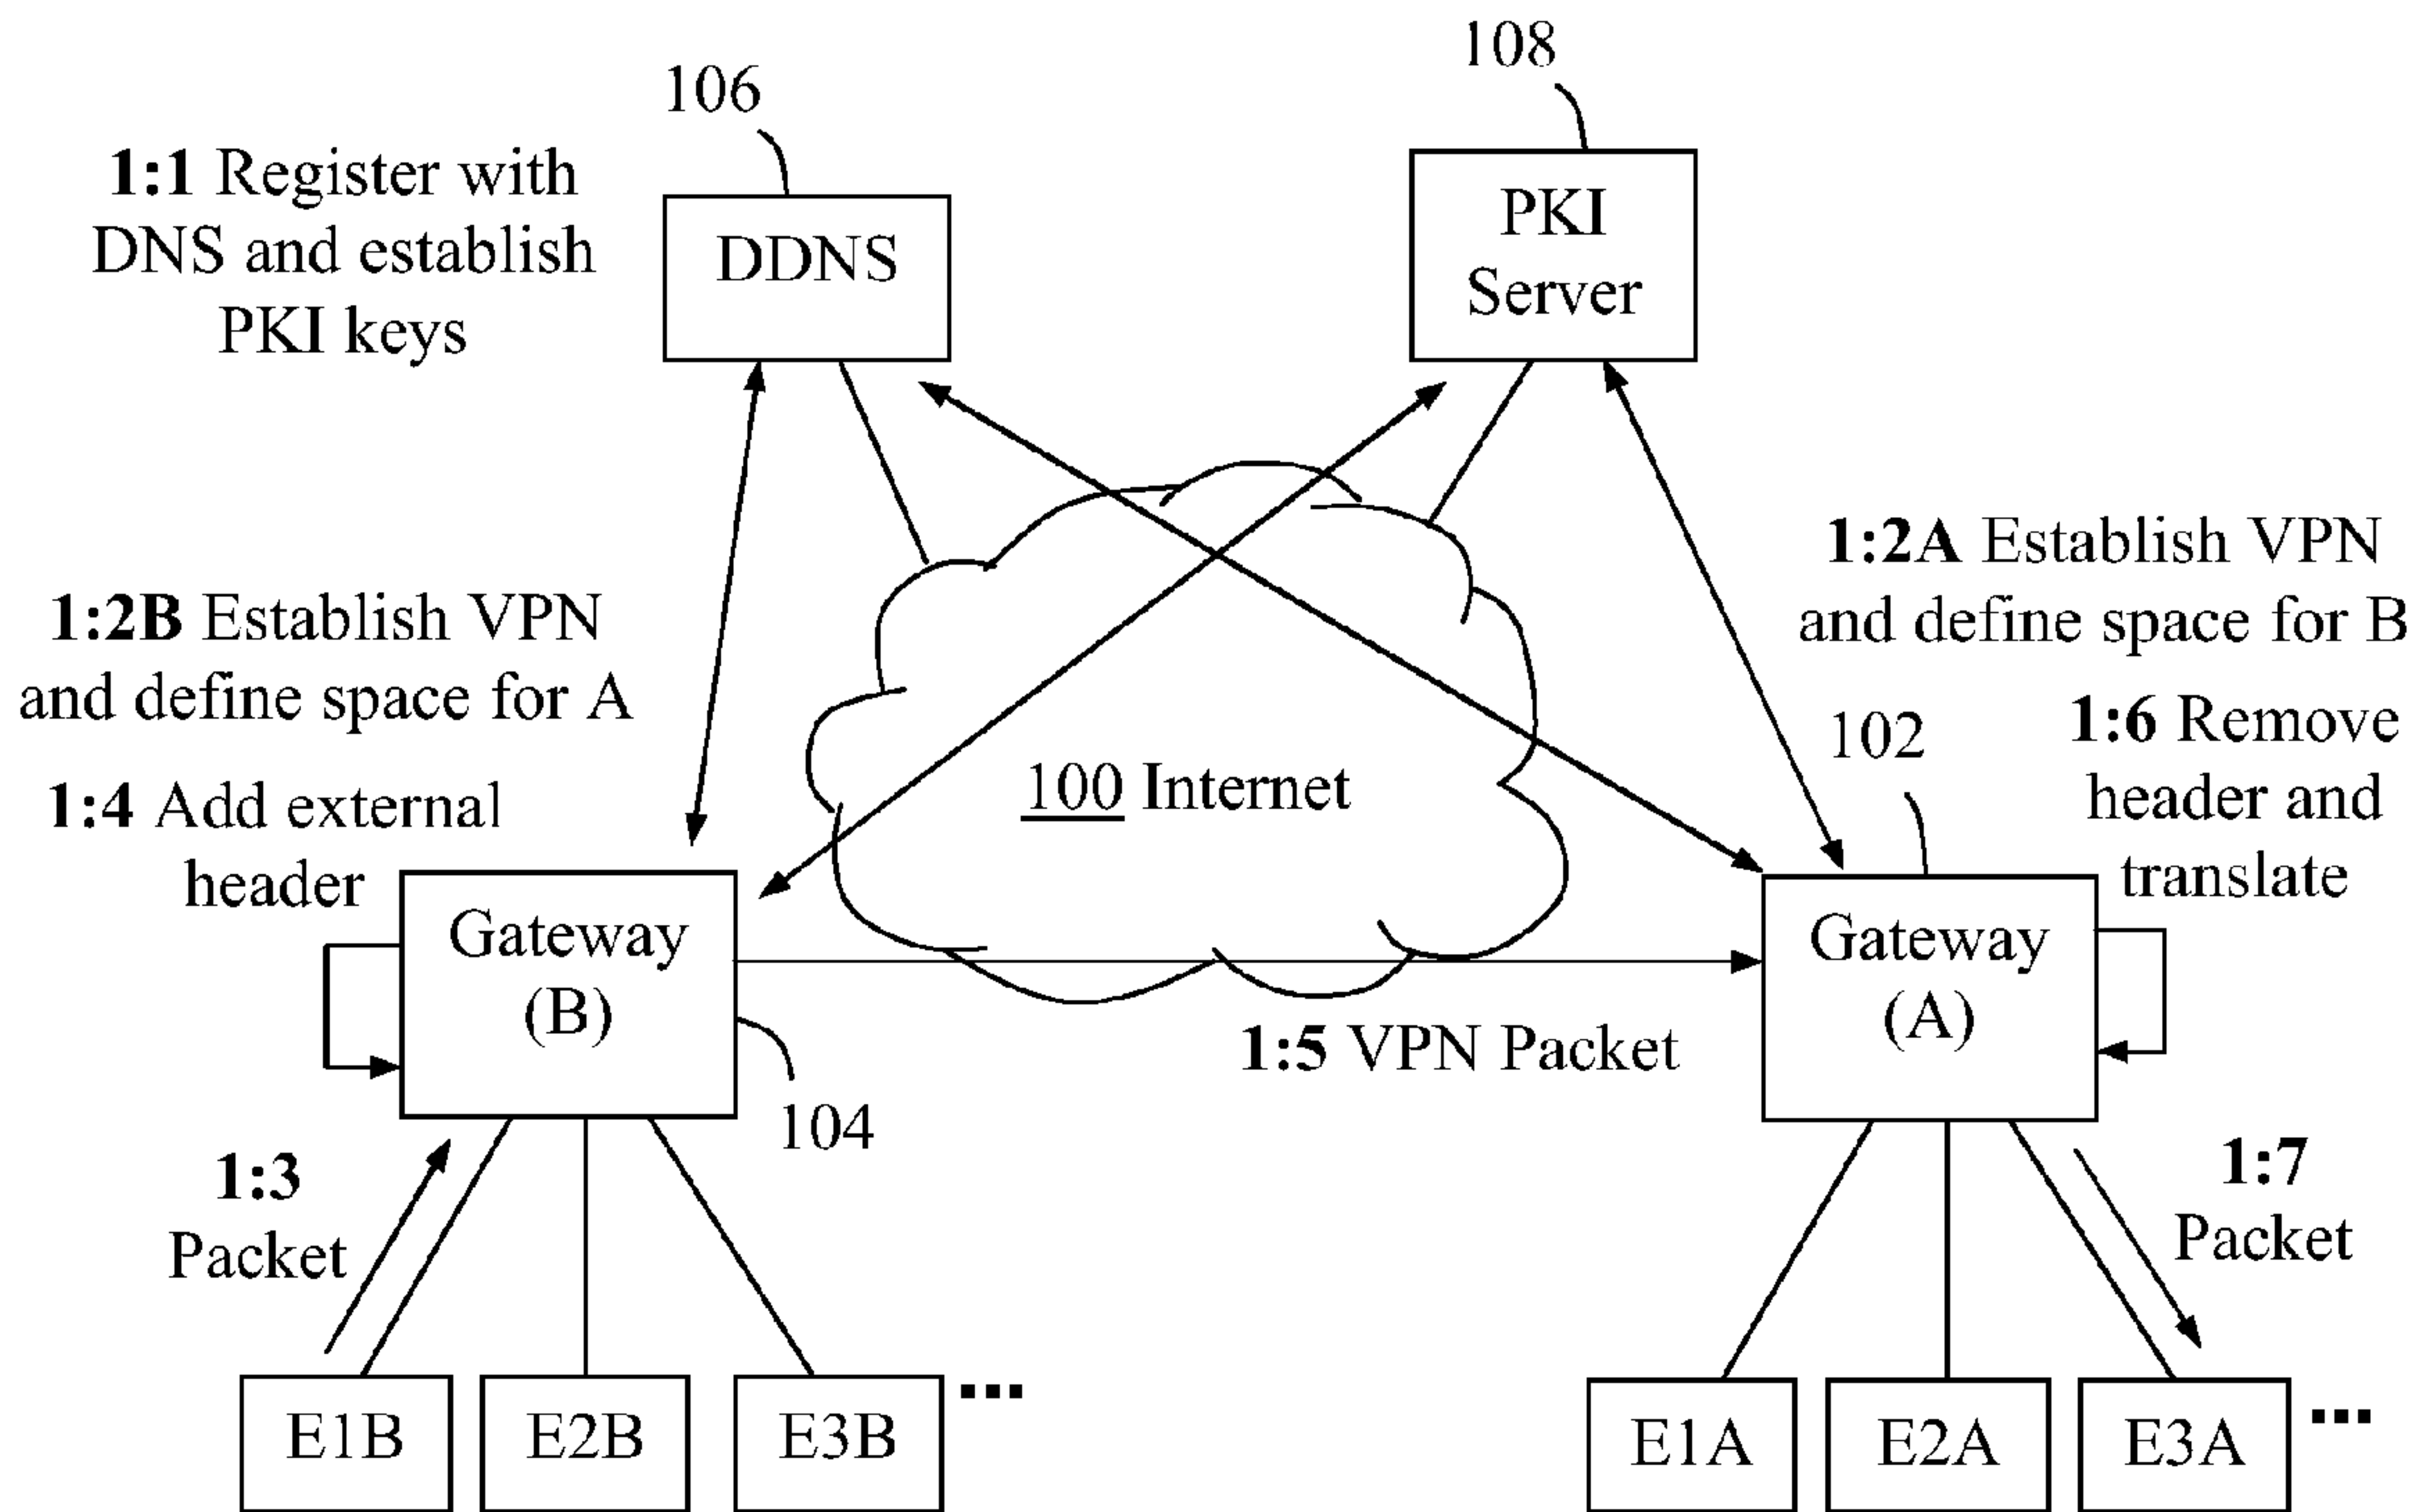 108
106
1:1 Register with
DNS and establish
PKI keys
DDNS
PKI
Server
1:2A Establish VPN
and define space for B
1:2B Establish VPN
and define space for A
102
1:6 Remove
header and
translate
100 Internet
1:4 Add external
header
Gateway
(B)
Gateway
(A)
1:5 VPN Packet
104
1:3
Packet
1:7
Packet
E1B
E2B
E3B
...
E1A
E2A
E3A
...